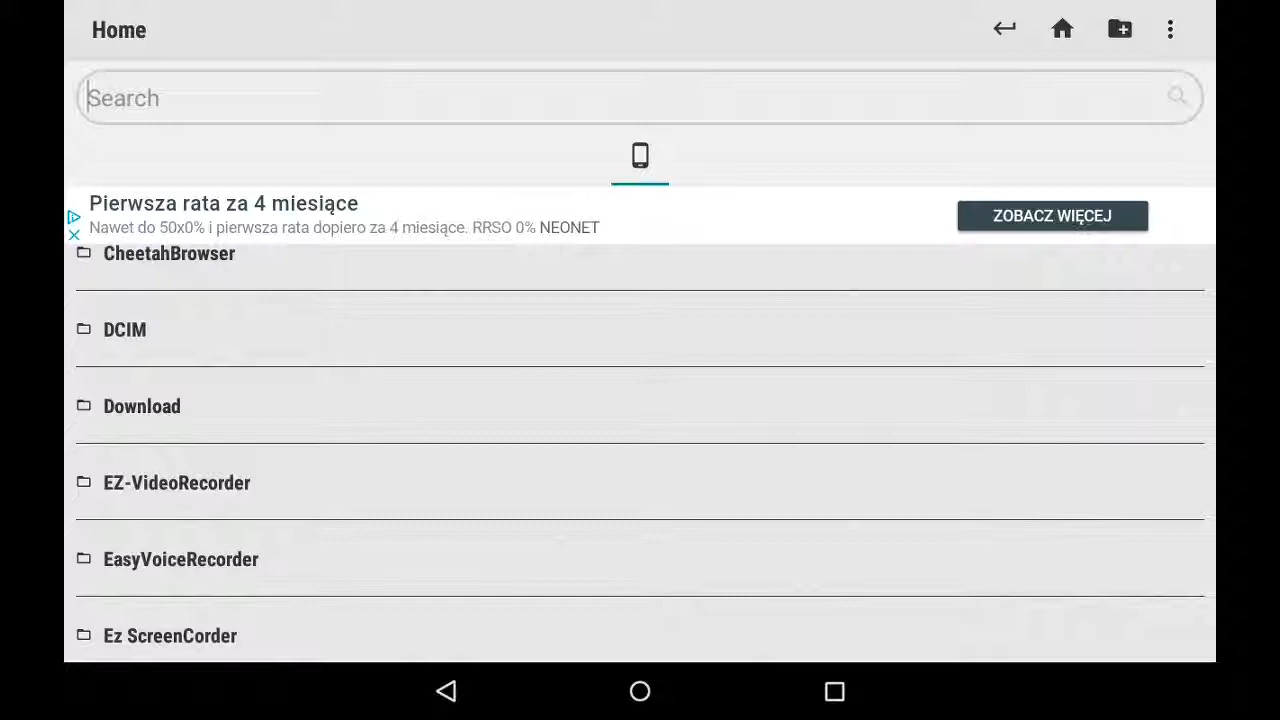 Home
Search
Pierwsza rata za 4 miesiące
Nawet do 50x0% i pierwsza rata dopiero za 4 miesiące. RRSO 0% NEONET
ZOBACZ WIĘCEJ
CheetahBrowser
DCIM
Download
EZ-VideoRecorder
EasyVoiceRecorder
Ez ScreenCorder